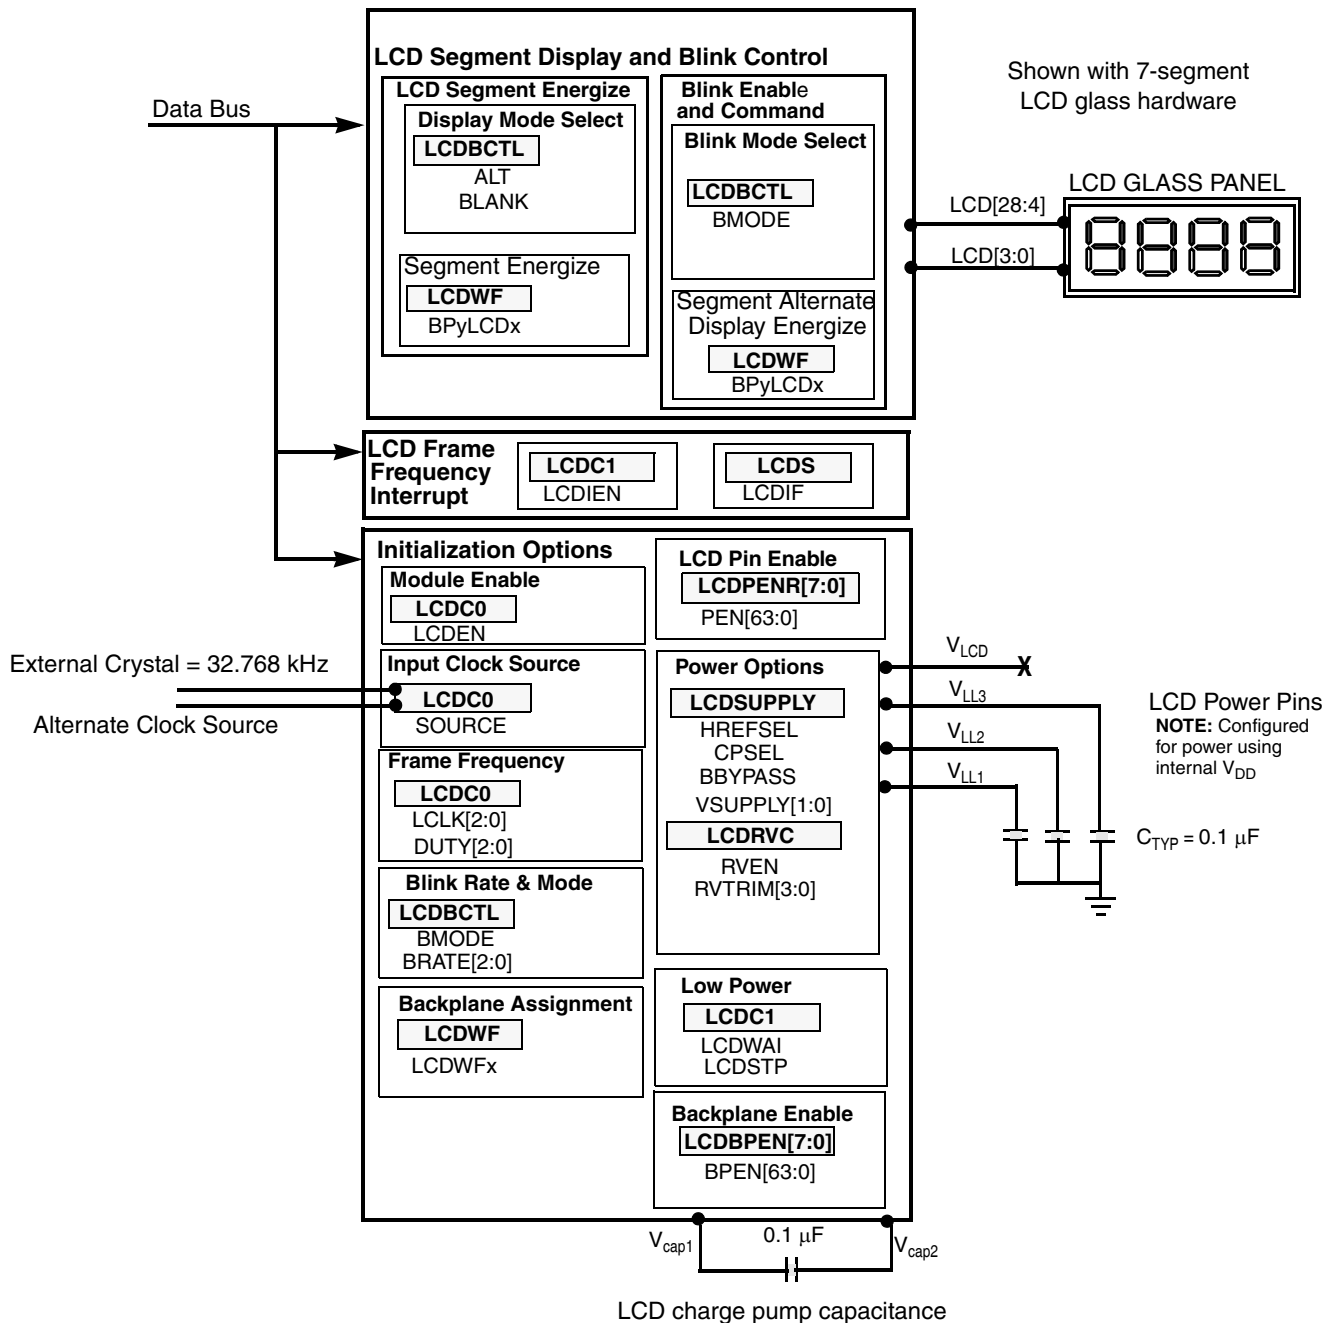 LCD Segment Display and Blink Control
LCD Segment Energize
Display Mode Select
LCDBCTL
ALT
BLANK
Segment Energize
LCDWF
BPyLCDx
Blink Enable
and Command
Blink Mode Select
LCDBCTL
BMODE
Segment Alternate
Display Energize
LCDWF
BPyLCDx
Data Bus
Shown with 7-segment
LCD glass hardware
LCD GLASS PANEL
LCD[28:4]
LCD[3:0]
LCD Frame
Frequency
Interrupt
LCDC1
LCDIEN
LCDS
LCDIF
Initialization Options
Module Enable
LCDC0
LCDEN
External Crystal = 32.768 kHz
Alternate Clock Source
Input Clock Source
LCDC0
SOURCE
Frame Frequency
LCDC0
LCLK[2:0]
DUTY[2:0]
Blink Rate & Mode
LCDBCTL
BMODE
BRATE[2:0]
Backplane Assignment
LCDWF
LCDWFx
LCD Pin Enable
LCDPENR[7:0]
PEN[63:0]
Power Options
LCDSUPPLY
HREFSEL
CPSEL
BBYPASS
VSUPPLY[1:0]
LCDRVC
RVEN
RVTRIM[3:0]
Low Power
LCDC1
LCDWAI
LCDSTP
Backplane Enable
LCDBPEN[7:0]
BPEN[63:0]
VLCD
X
VLL3
VLL2
VLL1
LCD Power Pins
NOTE: Configured
for power using
internal VDD
CTYP = 0.1 μF
Vcap1
0.1 μF
Vcap2
LCD charge pump capacitance